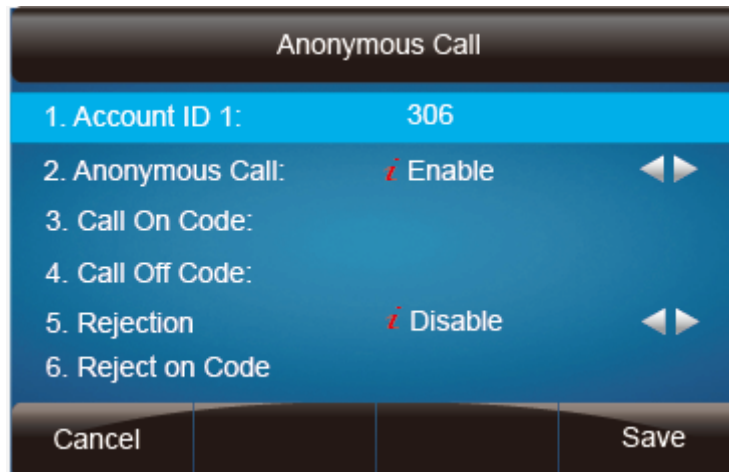 Anonymous Call
1. Account ID 1: 306
2. Anonymous Call: i Enable
3. Call On Code:
4. Call Off Code:
5. Rejection i Disable
6. Reject on Code
Cancel Save